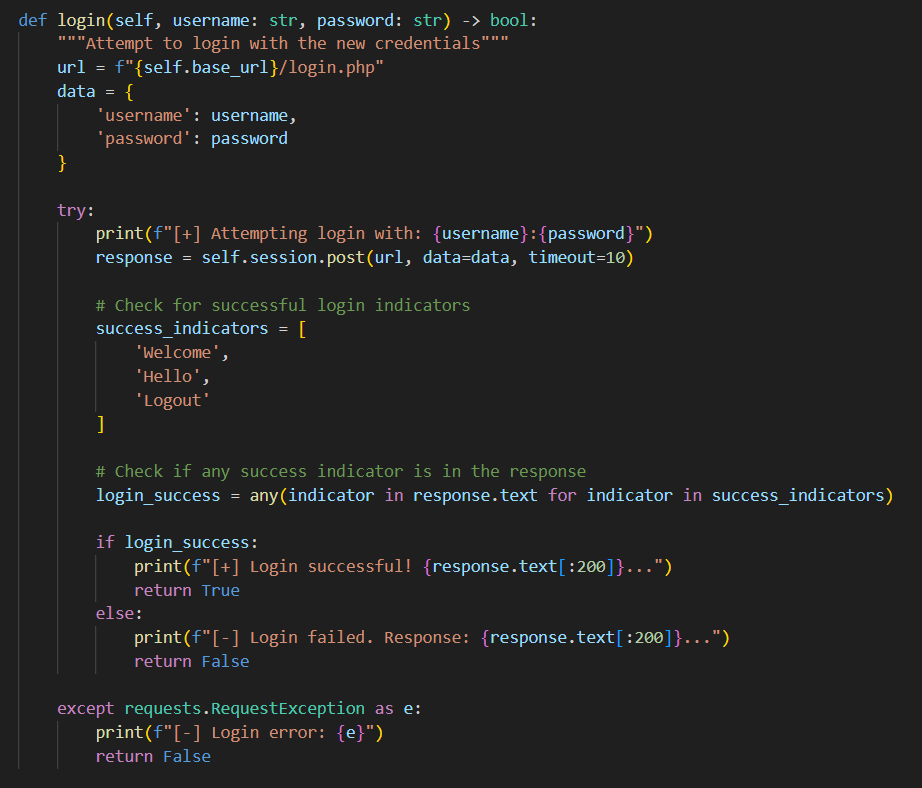 def login(self, username: str, password: str) -> bool:
    """Attempt to login with the new credentials"""
    url = f"{self.base_url}/login.php"
    data = {
        'username': username,
        'password': password
    }

    try:
        print(f"[+] Attempting login with: {username}:{password}")
        response = self.session.post(url, data=data, timeout=10)

        # Check for successful login indicators
        success_indicators = [
            'Welcome',
            'Hello',
            'Logout'
        ]

        # Check if any success indicator is in the response
        login_success = any(indicator in response.text for indicator in success_indicators)

        if login_success:
            print(f"[+] Login successful! {response.text[:200]}...")
            return True
        else:
            print(f"[-] Login failed. Response: {response.text[:200]}...")
            return False

    except requests.RequestException as e:
        print(f"[-] Login error: {e}")
        return False